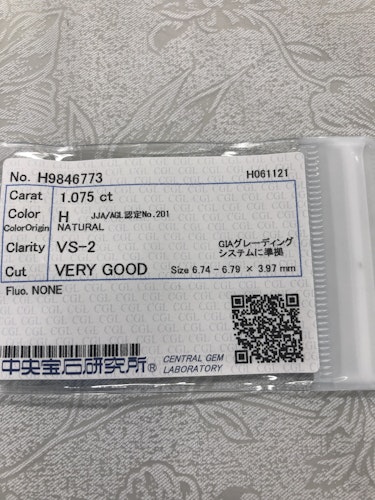 No. H9846773 H061121
Carat 1.075 ct
Color H JJA/AGL認定No.201
ColorOrigin NATURAL
Clarity VS-2 GIAグレーディング
システムに準拠
Cut VERY GOOD Size 6.74 - 6.79 × 3.97 mm
Fluo. NONE
中央宝石研究所® CENTRAL GEM
LABORATORY